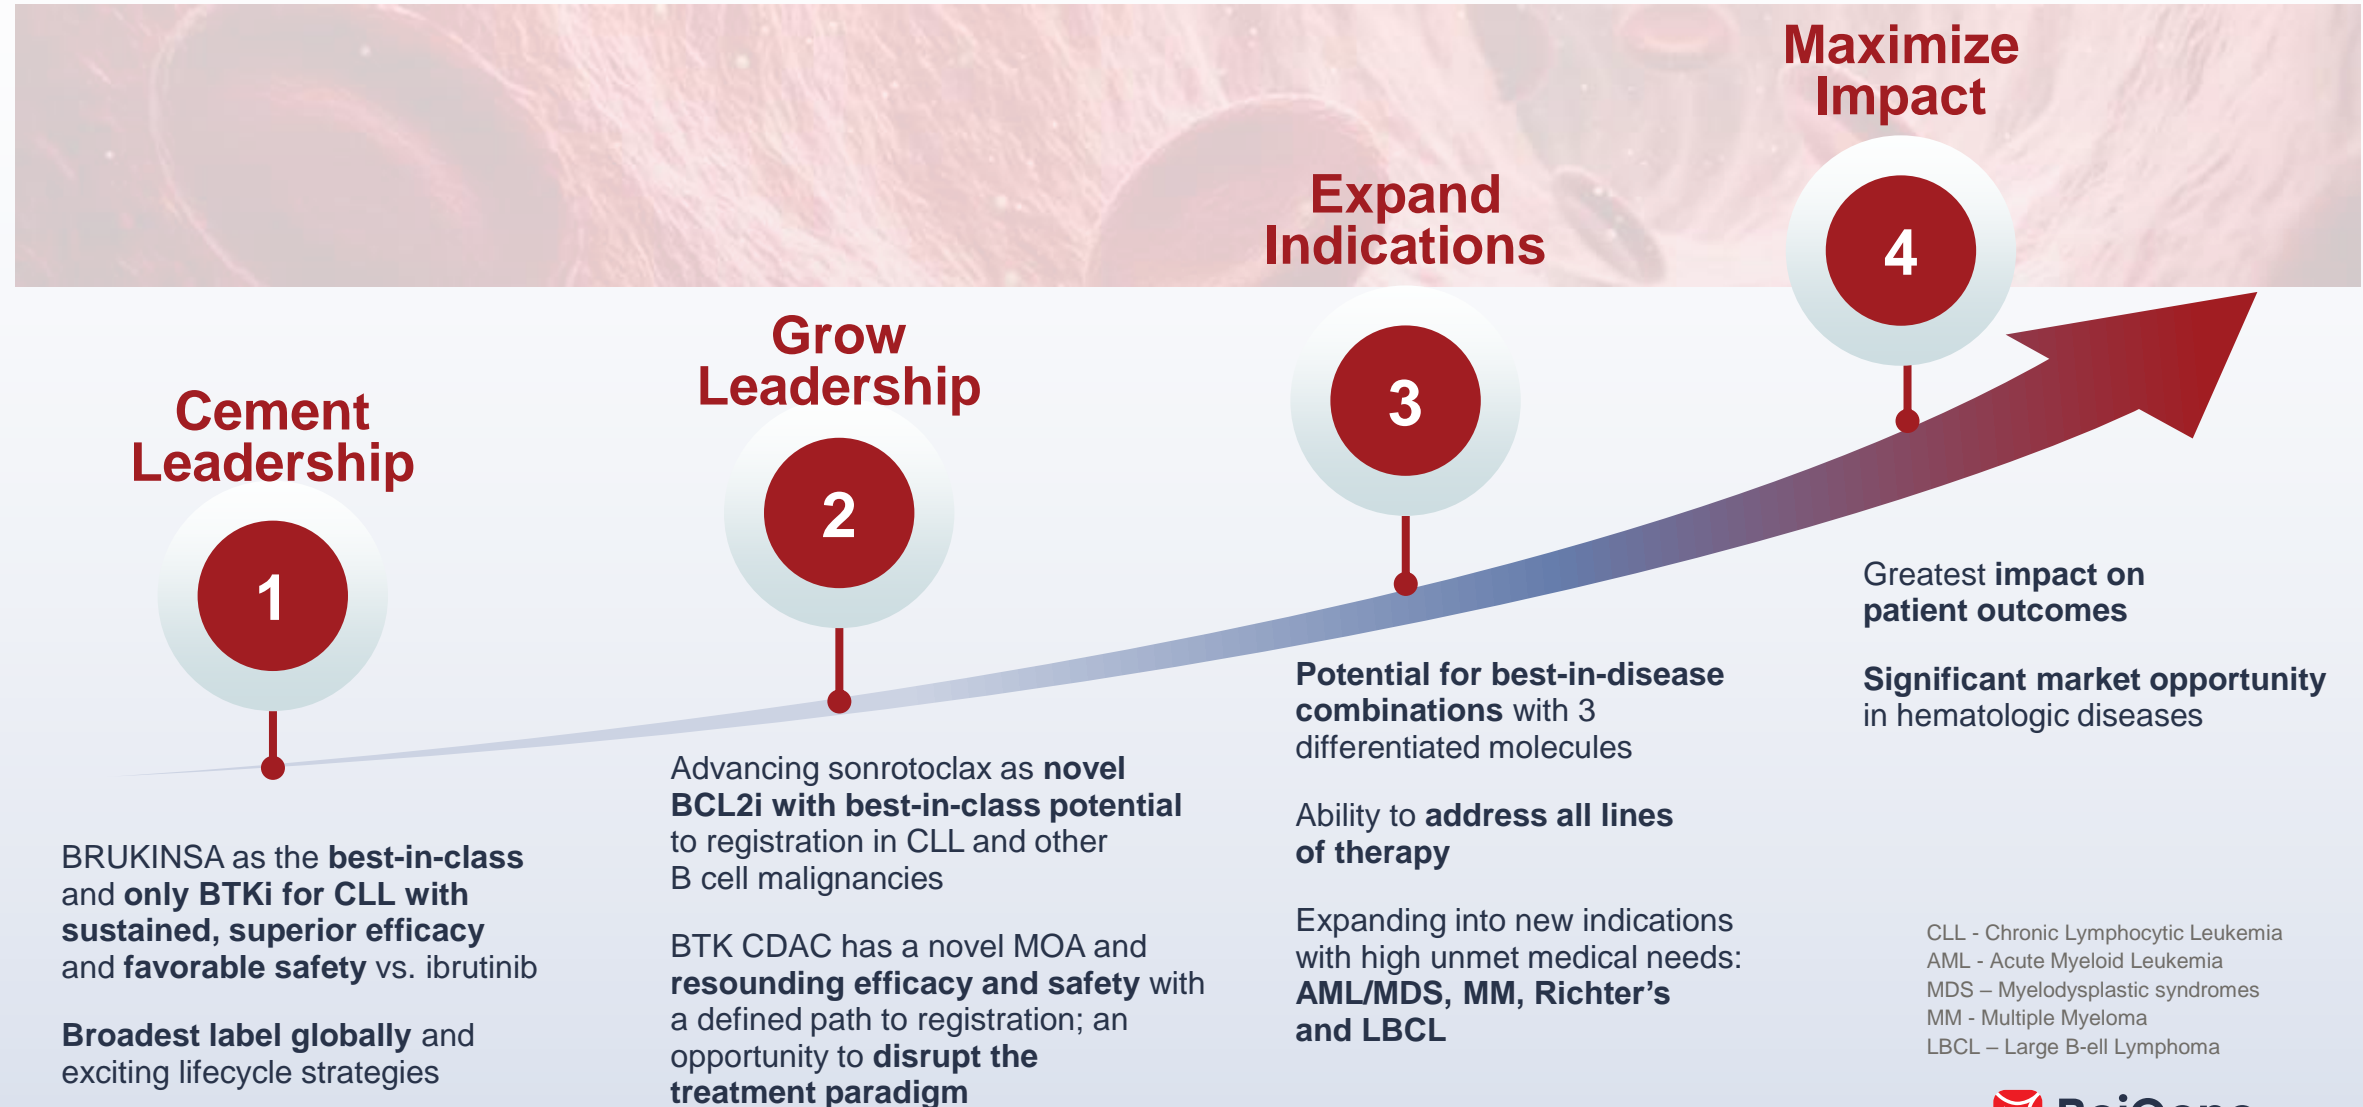 Cement
Leadership
1
BRUKINSA as the best-in-class
and only BTKi for CLL with
sustained, superior efficacy
and favorable safety vs. ibrutinib
Broadest label globally and
exciting lifecycle strategies
Grow
Leadership
2
Advancing sonrotoclax as novel
BCL2i with best-in-class potential
to registration in CLL and other
B cell malignancies
BTK CDAC has a novel MOA and
resounding efficacy and safety with
a defined path to registration; an
opportunity to disrupt the
treatment paradigm
Expand
Indications
3
Potential for best-in-disease
combinations with 3
differentiated molecules
Ability to address all lines
of therapy
Expanding into new indications
with high unmet medical needs:
AML/MDS, MM, Richter’s
and LBCL
Maximize
Impact
4
Greatest impact on
patient outcomes
Significant market opportunity
in hematologic diseases
CLL - Chronic Lymphocytic Leukemia
AML - Acute Myeloid Leukemia
MDS – Myelodysplastic syndromes
MM - Multiple Myeloma
LBCL – Large B-ell Lymphoma
BeiGene